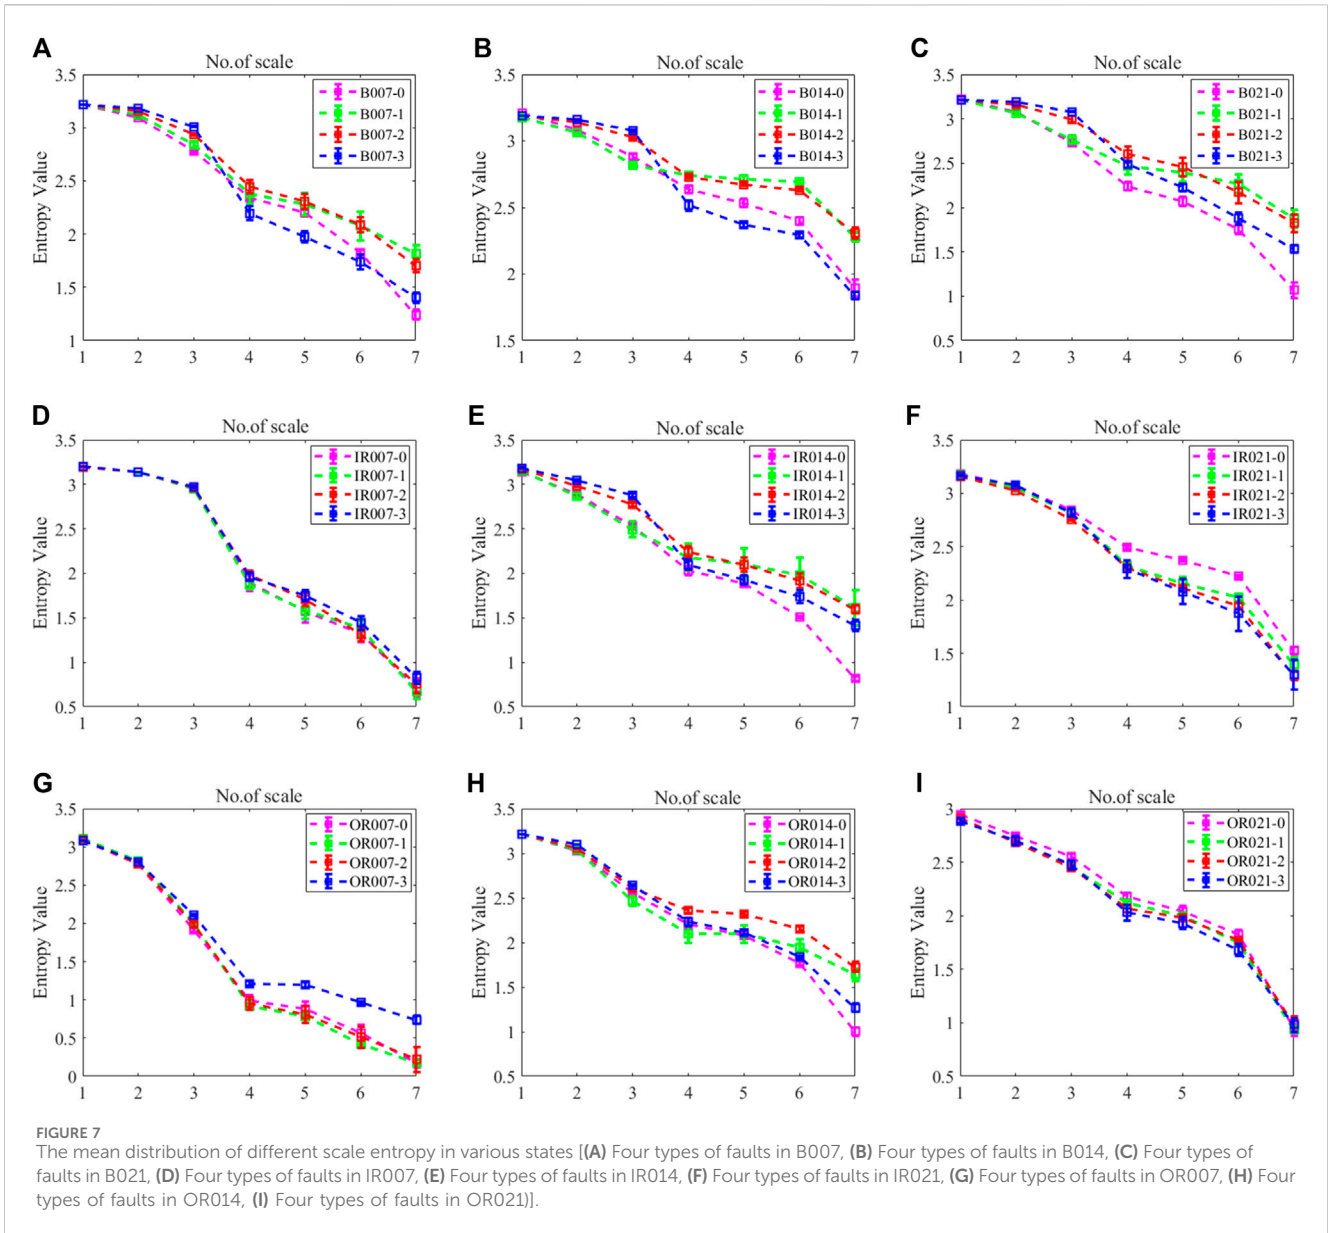 A
No.of scale
3.5
3
2.5
2
1.5
1
Entropy Value
B007-0
B007-1
B007-2
B007-3
1 2 3 4 5 6 7
B
No.of scale
3.5
3
2.5
2
1.5
Entropy Value
B014-0
B014-1
B014-2
B014-3
1 2 3 4 5 6 7
C
No.of scale
3.5
3
2.5
2
1.5
1
0.5
Entropy Value
B021-0
B021-1
B021-2
B021-3
1 2 3 4 5 6 7
D
No.of scale
3.5
3
2.5
2
1.5
1
0.5
Entropy Value
IR007-0
IR007-1
IR007-2
IR007-3
1 2 3 4 5 6 7
E
No.of scale
3.5
3
2.5
2
1.5
1
0.5
Entropy Value
IR014-0
IR014-1
IR014-2
IR014-3
1 2 3 4 5 6 7
F
No.of scale
3.5
3
2.5
2
1.5
1
Entropy Value
IR021-0
IR021-1
IR021-2
IR021-3
1 2 3 4 5 6 7
G
No.of scale
3.5
3
2.5
2
1.5
1
0.5
0
Entropy Value
OR007-0
OR007-1
OR007-2
OR007-3
1 2 3 4 5 6 7
H
No.of scale
3.5
3
2.5
2
1.5
1
0.5
Entropy Value
OR014-0
OR014-1
OR014-2
OR014-3
1 2 3 4 5 6 7
I
No.of scale
3
2.5
2
1.5
1
0.5
Entropy Value
OR021-0
OR021-1
OR021-2
OR021-3
1 2 3 4 5 6 7
FIGURE 7
The mean distribution of different scale entropy in various states [(A) Four types of faults in B007, (B) Four types of faults in B014, (C) Four types of
faults in B021, (D) Four types of faults in IR007, (E) Four types of faults in IR014, (F) Four types of faults in IR021, (G) Four types of faults in OR007, (H) Four
types of faults in OR014, (I) Four types of faults in OR021)].